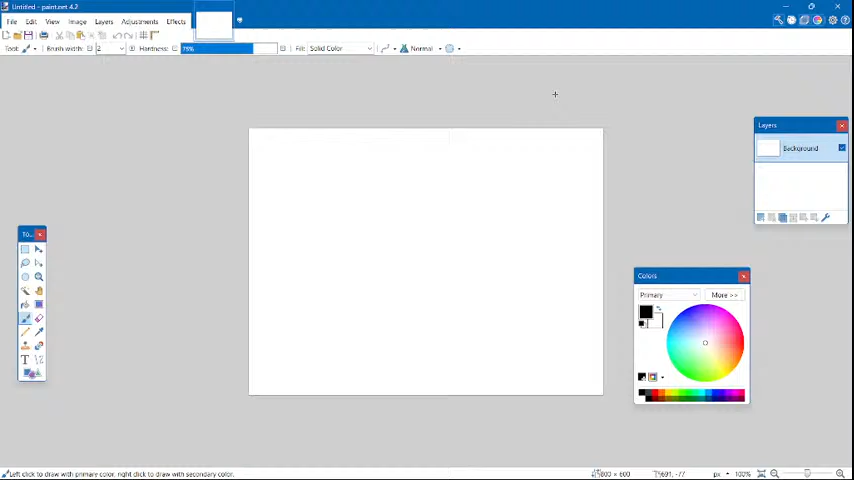 Untitled - paint.net 4.2
File Edit View Image Layers Adjustments Effects
Tool: Brush width: 2 Hardness: 75% Fill: Solid Color Normal
Layers
Background
To...
Colors
Primary More >>
T
Left click to draw with primary color, right click to draw with secondary color. 800 × 600 691, -77 px 100%